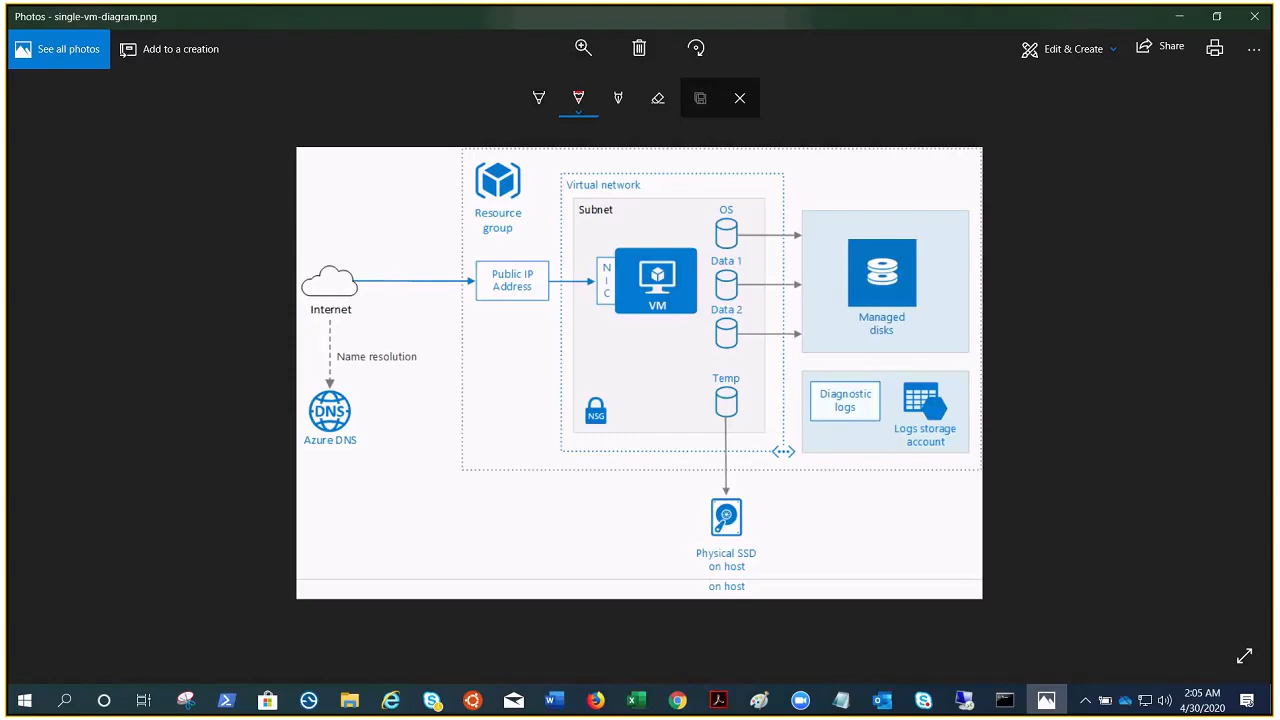 Photos - single-vm-diagram.png
See all photos
Add to a creation
Edit & Create
Share
Resource
group
Virtual network
Subnet
OS
Data 1
Data 2
Temp
Internet
Public IP
Address
N
I
C
VM
Managed
disks
Name resolution
DNS
Azure DNS
NSG
Diagnostic
logs
Logs storage
account
Physical SSD
on host
on host
2:05 AM
4/30/2020